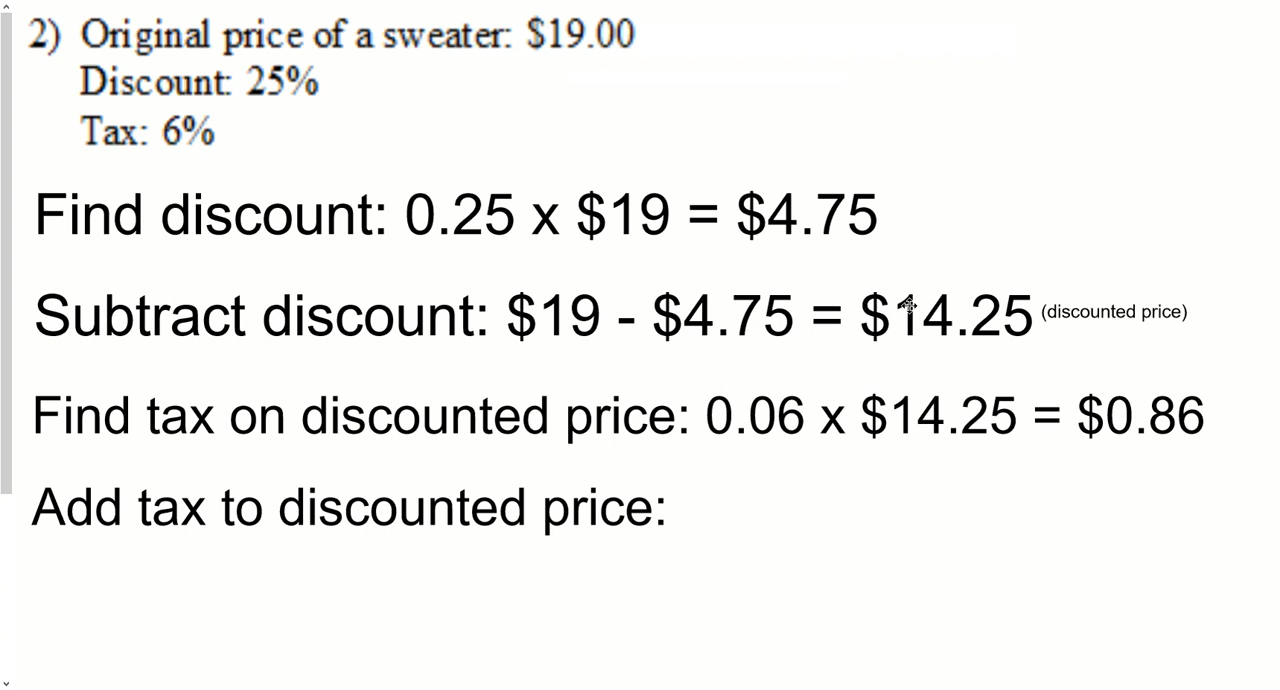 2) Original price of a sweater: $19.00
Discount: 25%
Tax: 6%
Find discount: 0.25 x $19 = $4.75
Subtract discount: $19 - $4.75 = $14.25 (discounted price)
Find tax on discounted price: 0.06 x $14.25 = $0.86
Add tax to discounted price: